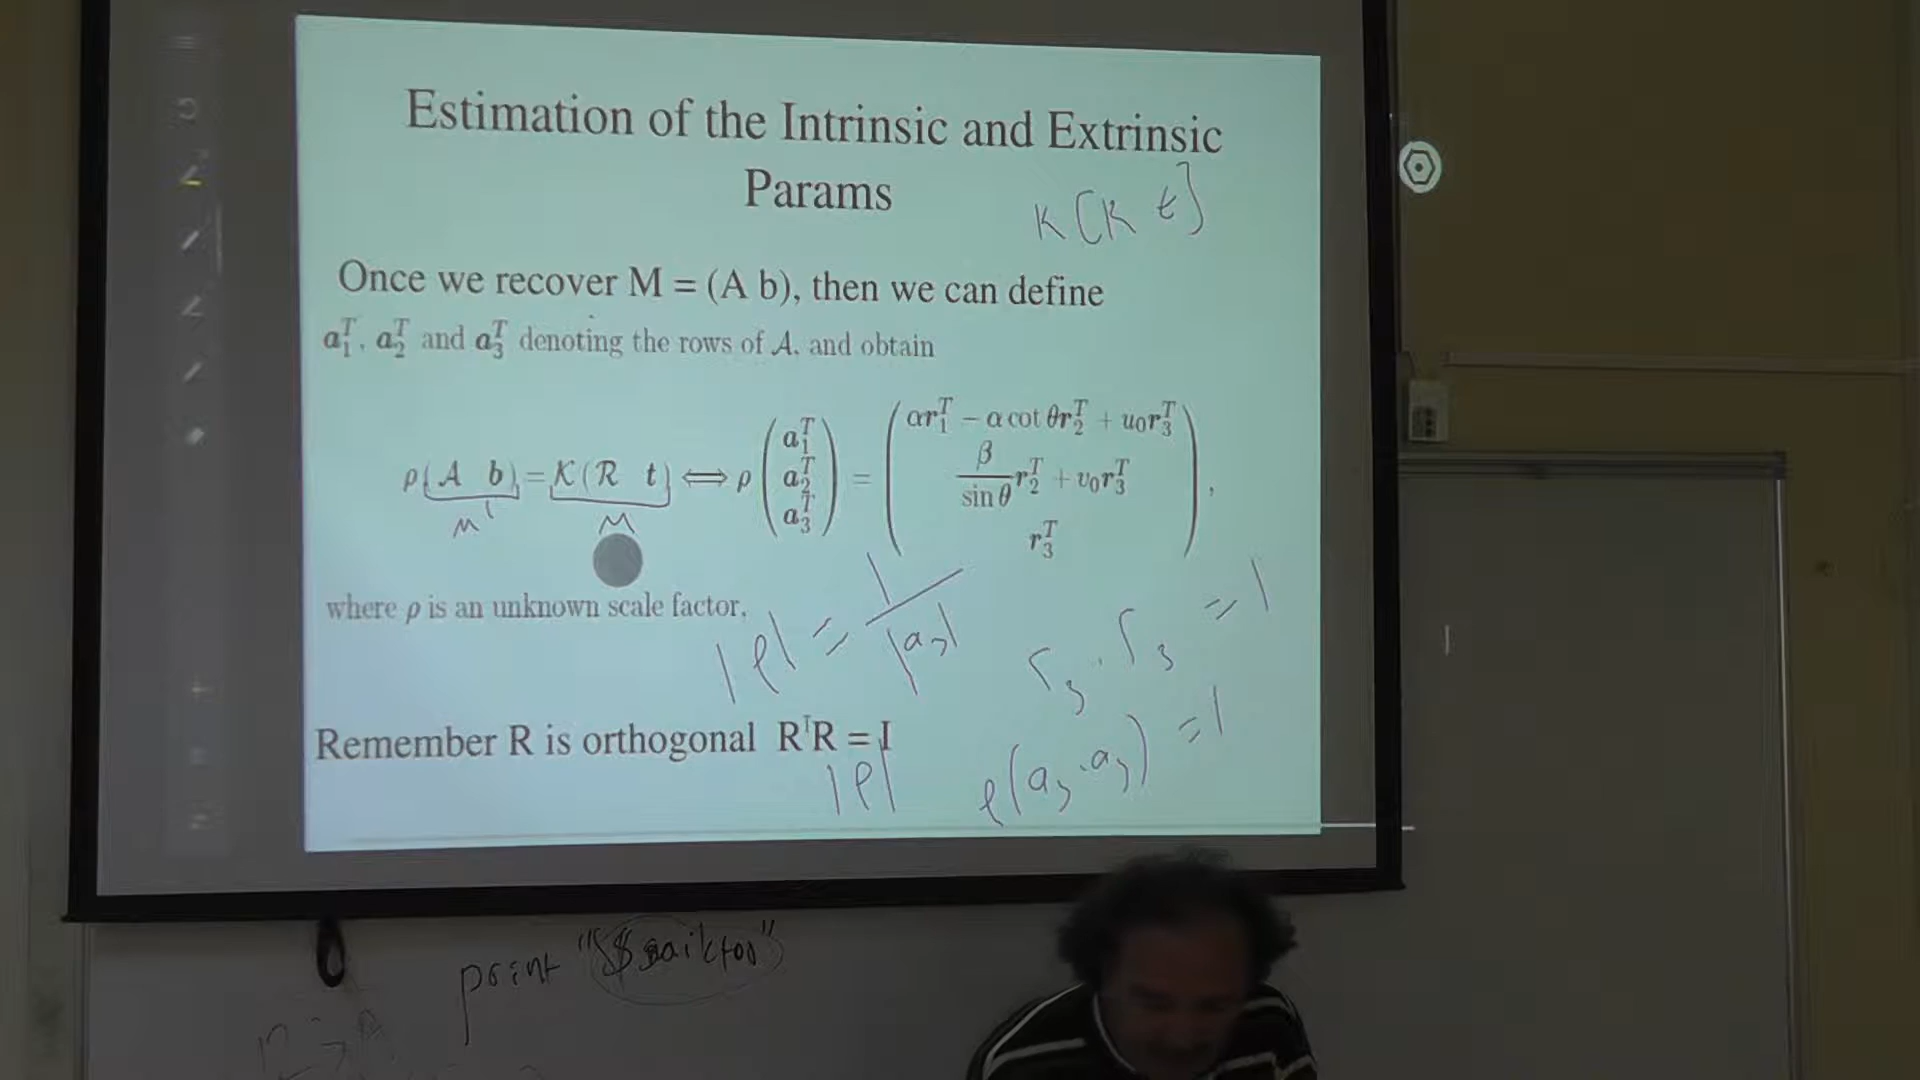 Estimation of the Intrinsic and Extrinsic
Params
K [K t]
Once we recover M = (A b), then we can define
a₁ᵀ, a₂ᵀ and a₃ᵀ denoting the rows of A, and obtain
ρ(A b) = K(R t) ⟺ ρ(a₁ᵀ a₂ᵀ a₃ᵀ) = (αr₁ᵀ − α cot θr₂ᵀ + u₀r₃ᵀ
β/sin θ r₂ᵀ + v₀r₃ᵀ
r₃ᵀ),
M' M
where ρ is an unknown scale factor,
|ρ| = 1/|a₃|
r₃ . r₃ = 1
Remember R is orthogonal RᵀR = I
|ρ|
ρ(a₃ · a₃) = 1
print